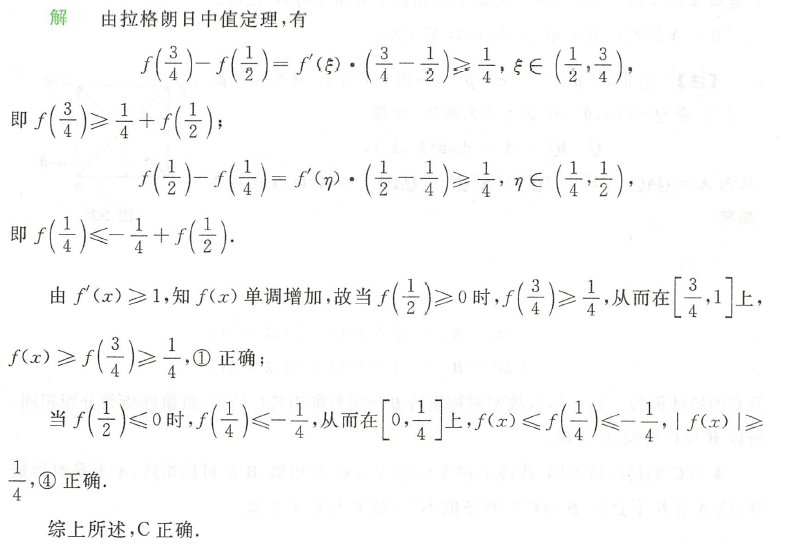 解 由拉格朗日中值定理,有
f(3/4)-f(1/2)=f′(ξ)·(3/4-1/2)≥1/4,ξ∈(1/2,3/4),
即 f(3/4)≥1/4+f(1/2);
f(1/2)-f(1/4)=f′(η)·(1/2-1/4)≥1/4,η∈(1/4,1/2),
即 f(1/4)≤-1/4+f(1/2).
由 f′(x)≥1,知 f(x)单调增加,故当 f(1/2)≥0时,f(3/4)≥1/4,从而在[3/4,1]上,
f(x)≥f(3/4)≥1/4,①正确;
当 f(1/2)≤0时,f(1/4)≤-1/4,从而在[0,1/4]上,f(x)≤f(1/4)≤-1/4,|f(x)|≥
1/4,④正确.
综上所述,C 正确.